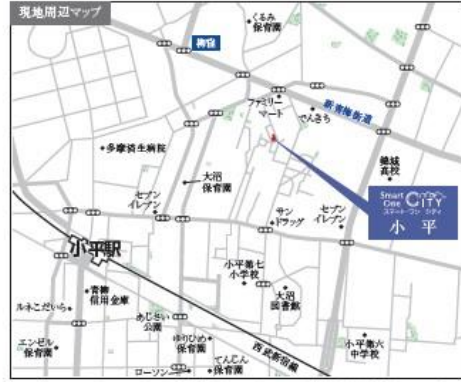 現地周辺マップ
くるみ
保育園
柳窪
ファミリー
マート
でんきち
新青梅街道
多摩済生病院
錦城
高校
大沼
保育園
Smart
One CITY
スマート・ワン シティ
小平
セブン
イレブン
サン
ドラッグ
セブン
イレブン
小平駅
小平第七
小学校
青梅
信用金庫
大沼
図書館
ルネこだいら
あじさい
公園
エンゼル
保育園
ゆりひめ
保育園
西武新宿線
小平第六
中学校
ローソン
てんじん
保育園